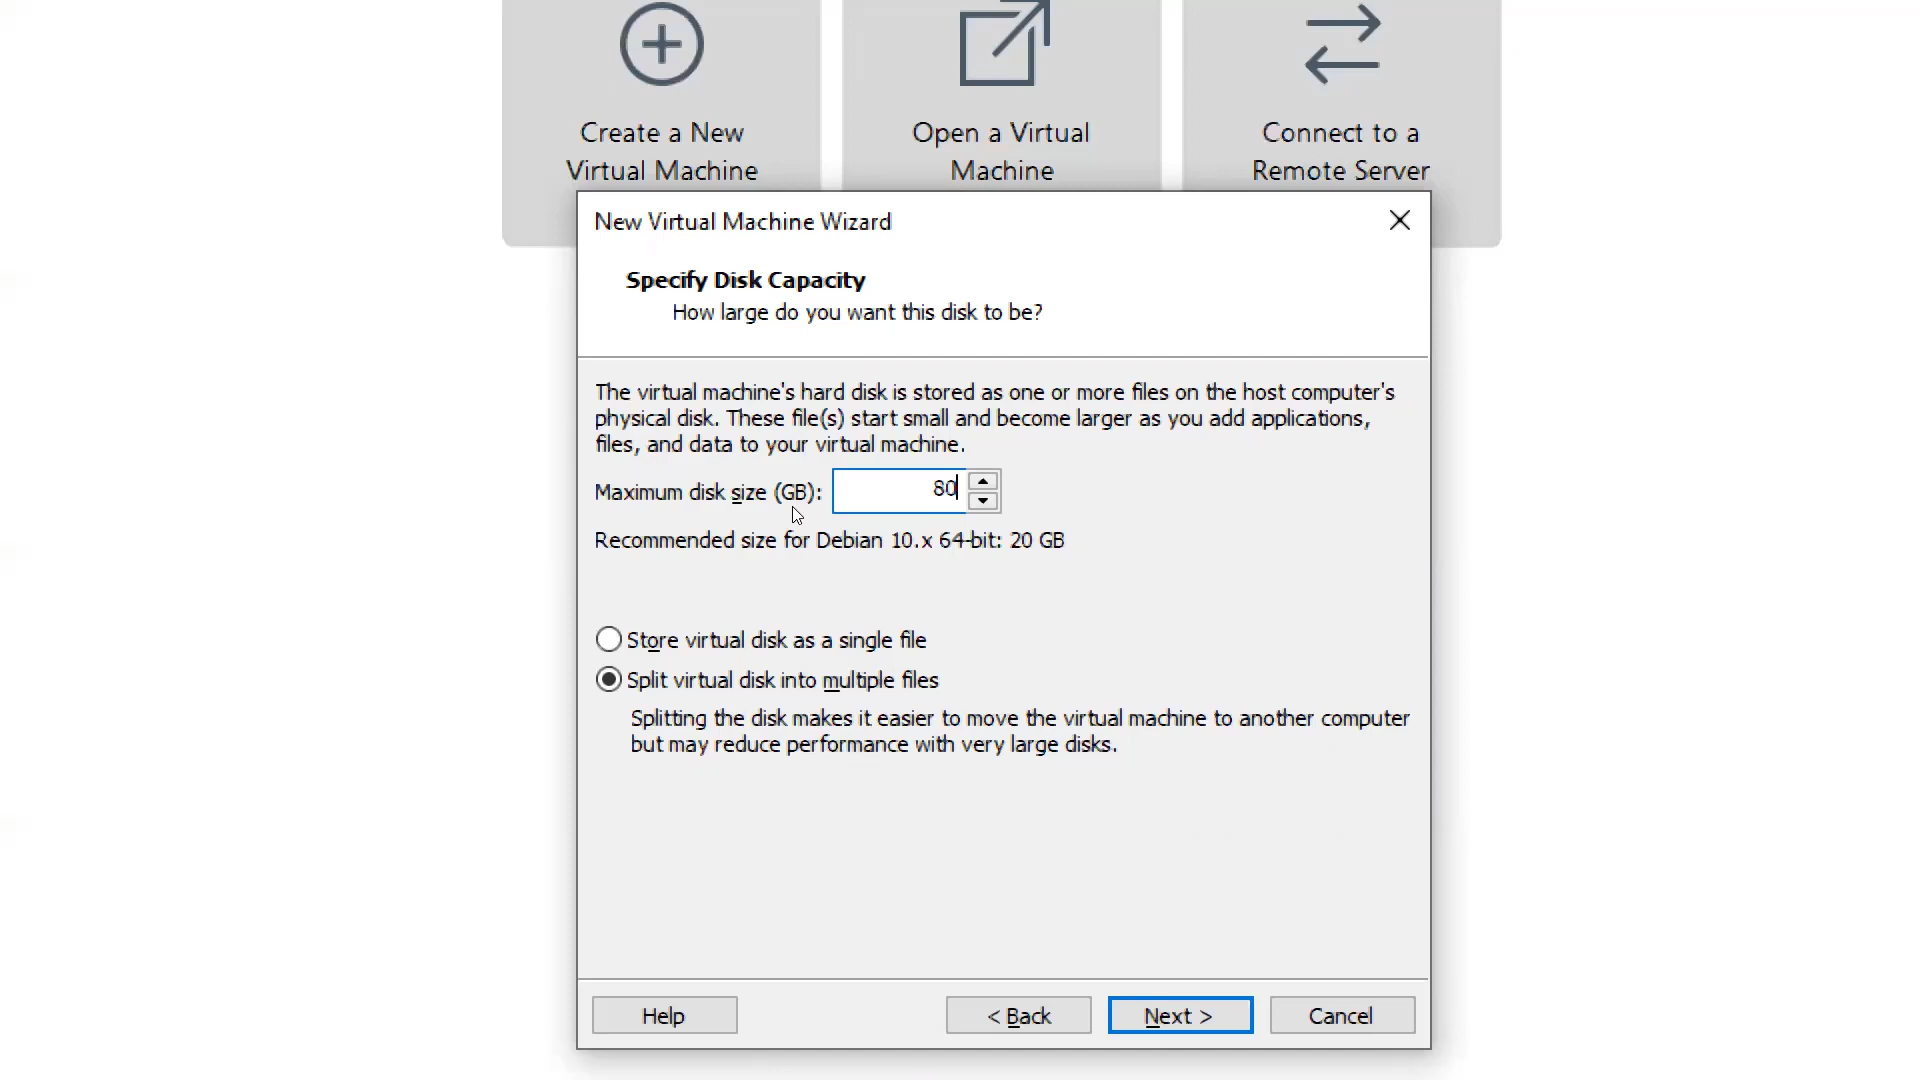 Create a New
Virtual Machine
Open a Virtual
Machine
Connect to a
Remote Server
New Virtual Machine Wizard
Specify Disk Capacity
How large do you want this disk to be?
The virtual machine's hard disk is stored as one or more files on the host computer's
physical disk. These file(s) start small and become larger as you add applications,
files, and data to your virtual machine.
Maximum disk size (GB): 80
Recommended size for Debian 10.x 64-bit: 20 GB
Store virtual disk as a single file
Split virtual disk into multiple files
Splitting the disk makes it easier to move the virtual machine to another computer
but may reduce performance with very large disks.
Help
< Back
Next >
Cancel